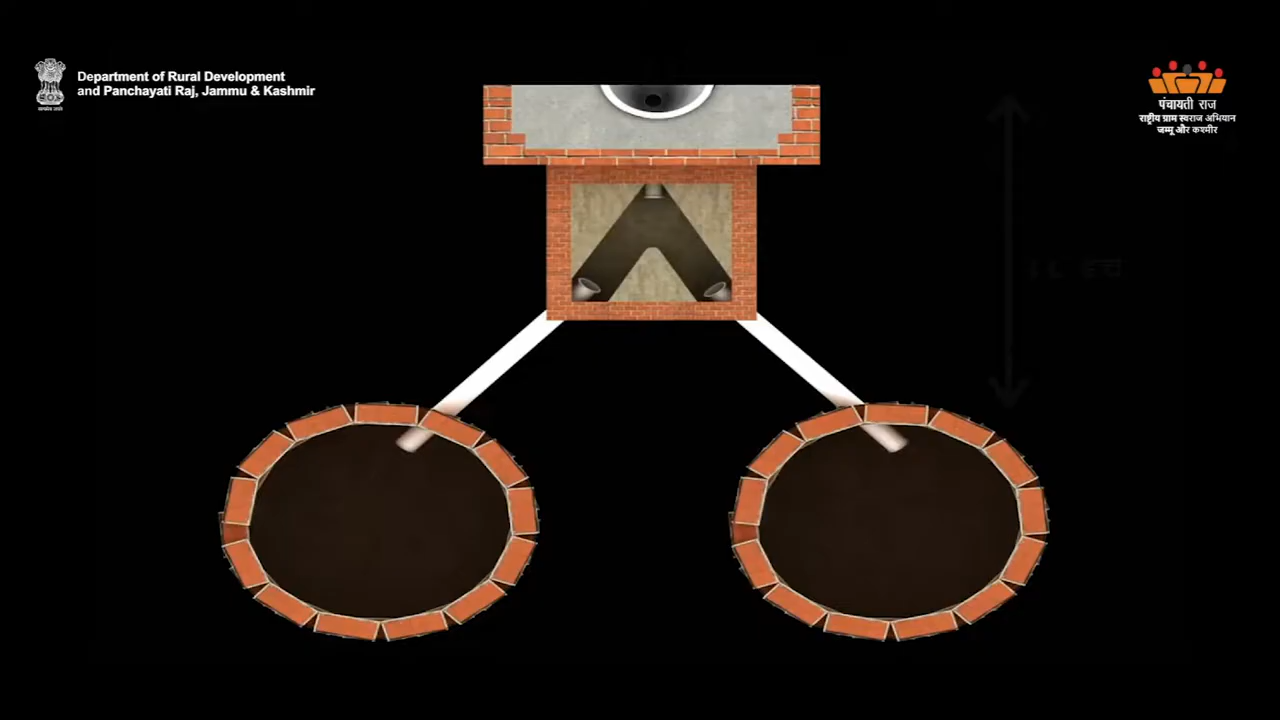 Department of Rural Development
and Panchayati Raj, Jammu & Kashmir
पंचायती राज
राष्ट्रीय ग्राम स्वराज अभियान
जम्मू और कश्मीर